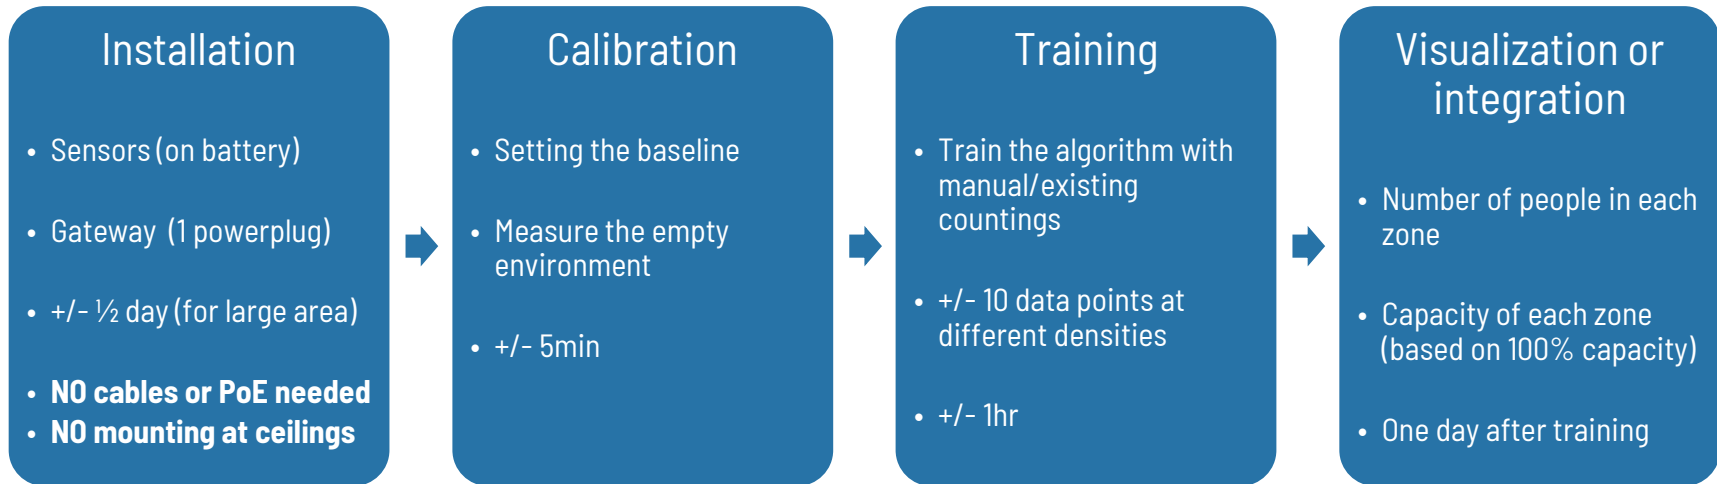 Installation
• Sensors (on battery)
• Gateway (1 powerplug)
• +/- ½ day (for large area)
• NO cables or PoE needed
• NO mounting at ceilings
Calibration
• Setting the baseline
• Measure the empty
environment
• +/- 5min
Training
• Train the algorithm with
manual/existing
countings
• +/- 10 data points at
different densities
• +/- 1hr
Visualization or
integration
• Number of people in each
zone
• Capacity of each zone
(based on 100% capacity)
• One day after training